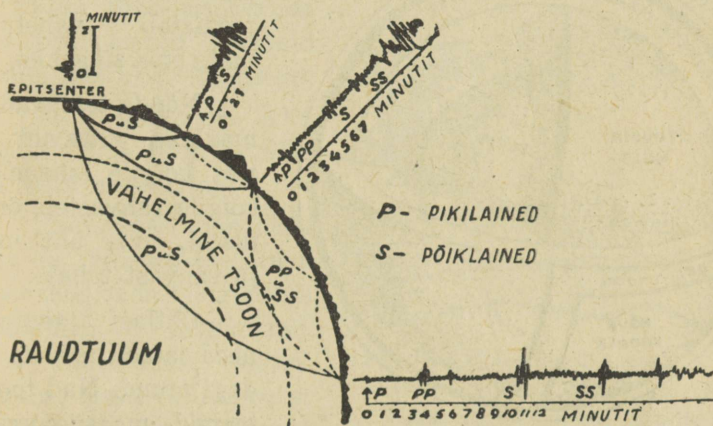 MINUTIT
2
0
EPITSENTER
P S
0 1 2 3 MINUTIT
P PP S SS
0 1 2 3 4 5 6 7 MINUTIT
P u S
P u S
P u S
VAHELMINE TSOON
PP
S
SS
P - PIKILAINED
S - PÕIKLAINED
RAUDTUUM
P PP S SS
0 1 2 3 4 5 6 7 8 9 10 11 12 MINUTIT